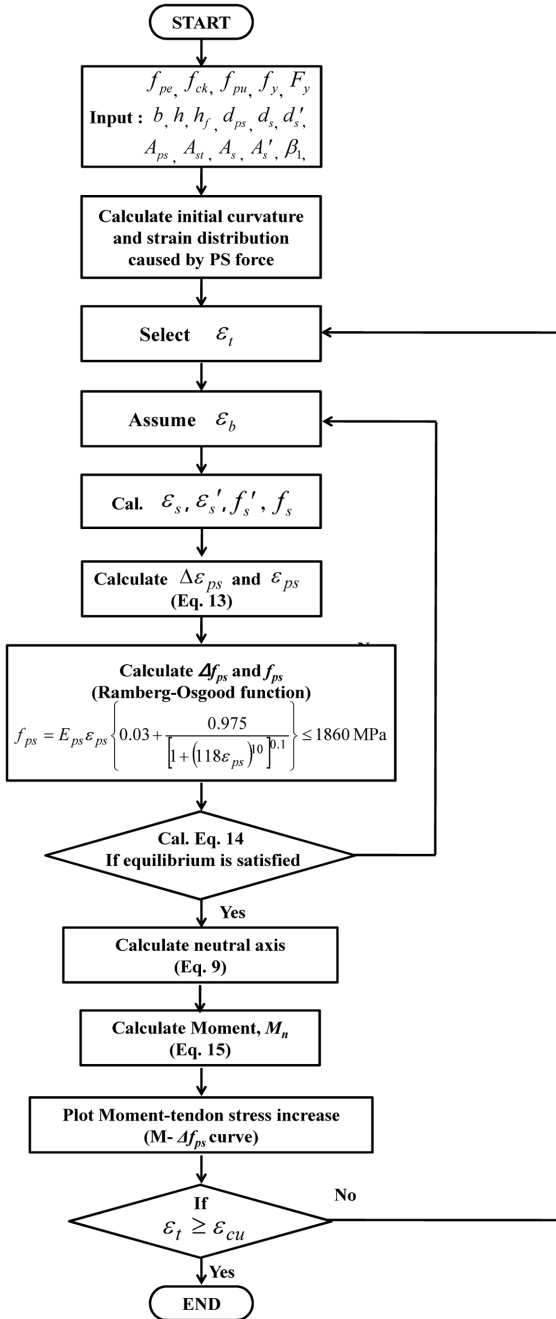 START
f_pe, f_ck, f_pu, f_y, F_y
Input : b, h, h_f, d_ps, d_s, d_s',
A_ps, A_st, A_s, A_s', β_1,
Calculate initial curvature
and strain distribution
caused by PS force
Select ε_t
Assume ε_b
Cal. ε_s, ε_s', f_s', f_s
Calculate Δε_ps and ε_ps
(Eq. 13)
Calculate Δf_ps and f_ps
(Ramberg-Osgood function)
f_ps = E_ps ε_ps {0.03 + 0.975 / [1 + (118ε_ps)^10]^0.1} ≤ 1860 MPa
Cal. Eq. 14
If equilibrium is satisfied
Yes
Calculate neutral axis
(Eq. 9)
Calculate Moment, M_n
(Eq. 15)
Plot Moment-tendon stress increase
(M- Δf_ps curve)
If
ε_t ≥ ε_cu
No
Yes
END